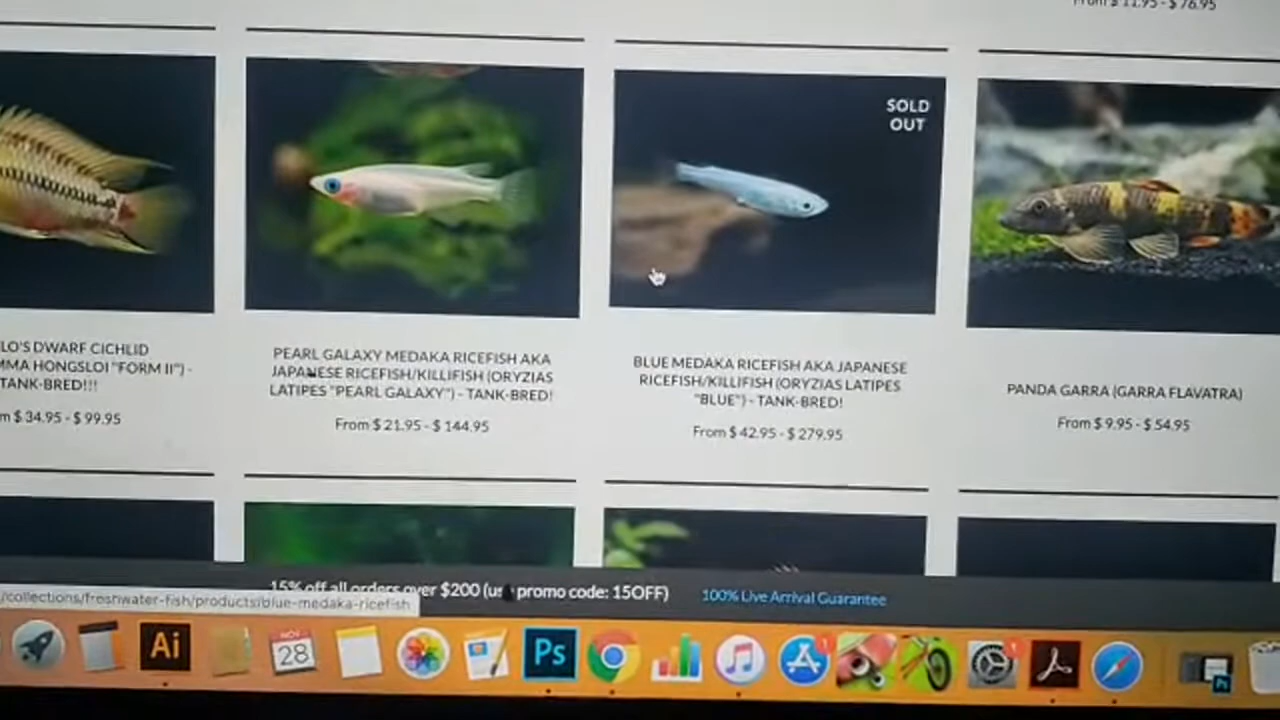 From $ 11.95 - $ 76.95
SOLD
OUT
LO'S DWARF CICHLID
MMA HONGSLOI "FORM II") -
TANK-BRED!!!
m $ 34.95 - $ 99.95
PEARL GALAXY MEDAKA RICEFISH AKA
JAPANESE RICEFISH/KILLIFISH (ORYZIAS
LATIPES "PEARL GALAXY") - TANK-BRED!
From $ 21.95 - $ 144.95
BLUE MEDAKA RICEFISH AKA JAPANESE
RICEFISH/KILLIFISH (ORYZIAS LATIPES
"BLUE") - TANK-BRED!
From $ 42.95 - $ 279.95
PANDA GARRA (GARRA FLAVATRA)
From $ 9.95 - $ 54.95
15% off all orders over $200 (use promo code: 15OFF)
100% Live Arrival Guarantee
/collections/freshwater-fish/products/blue-medaka-ricefish
Ai
NOV
28
Ps
Ps